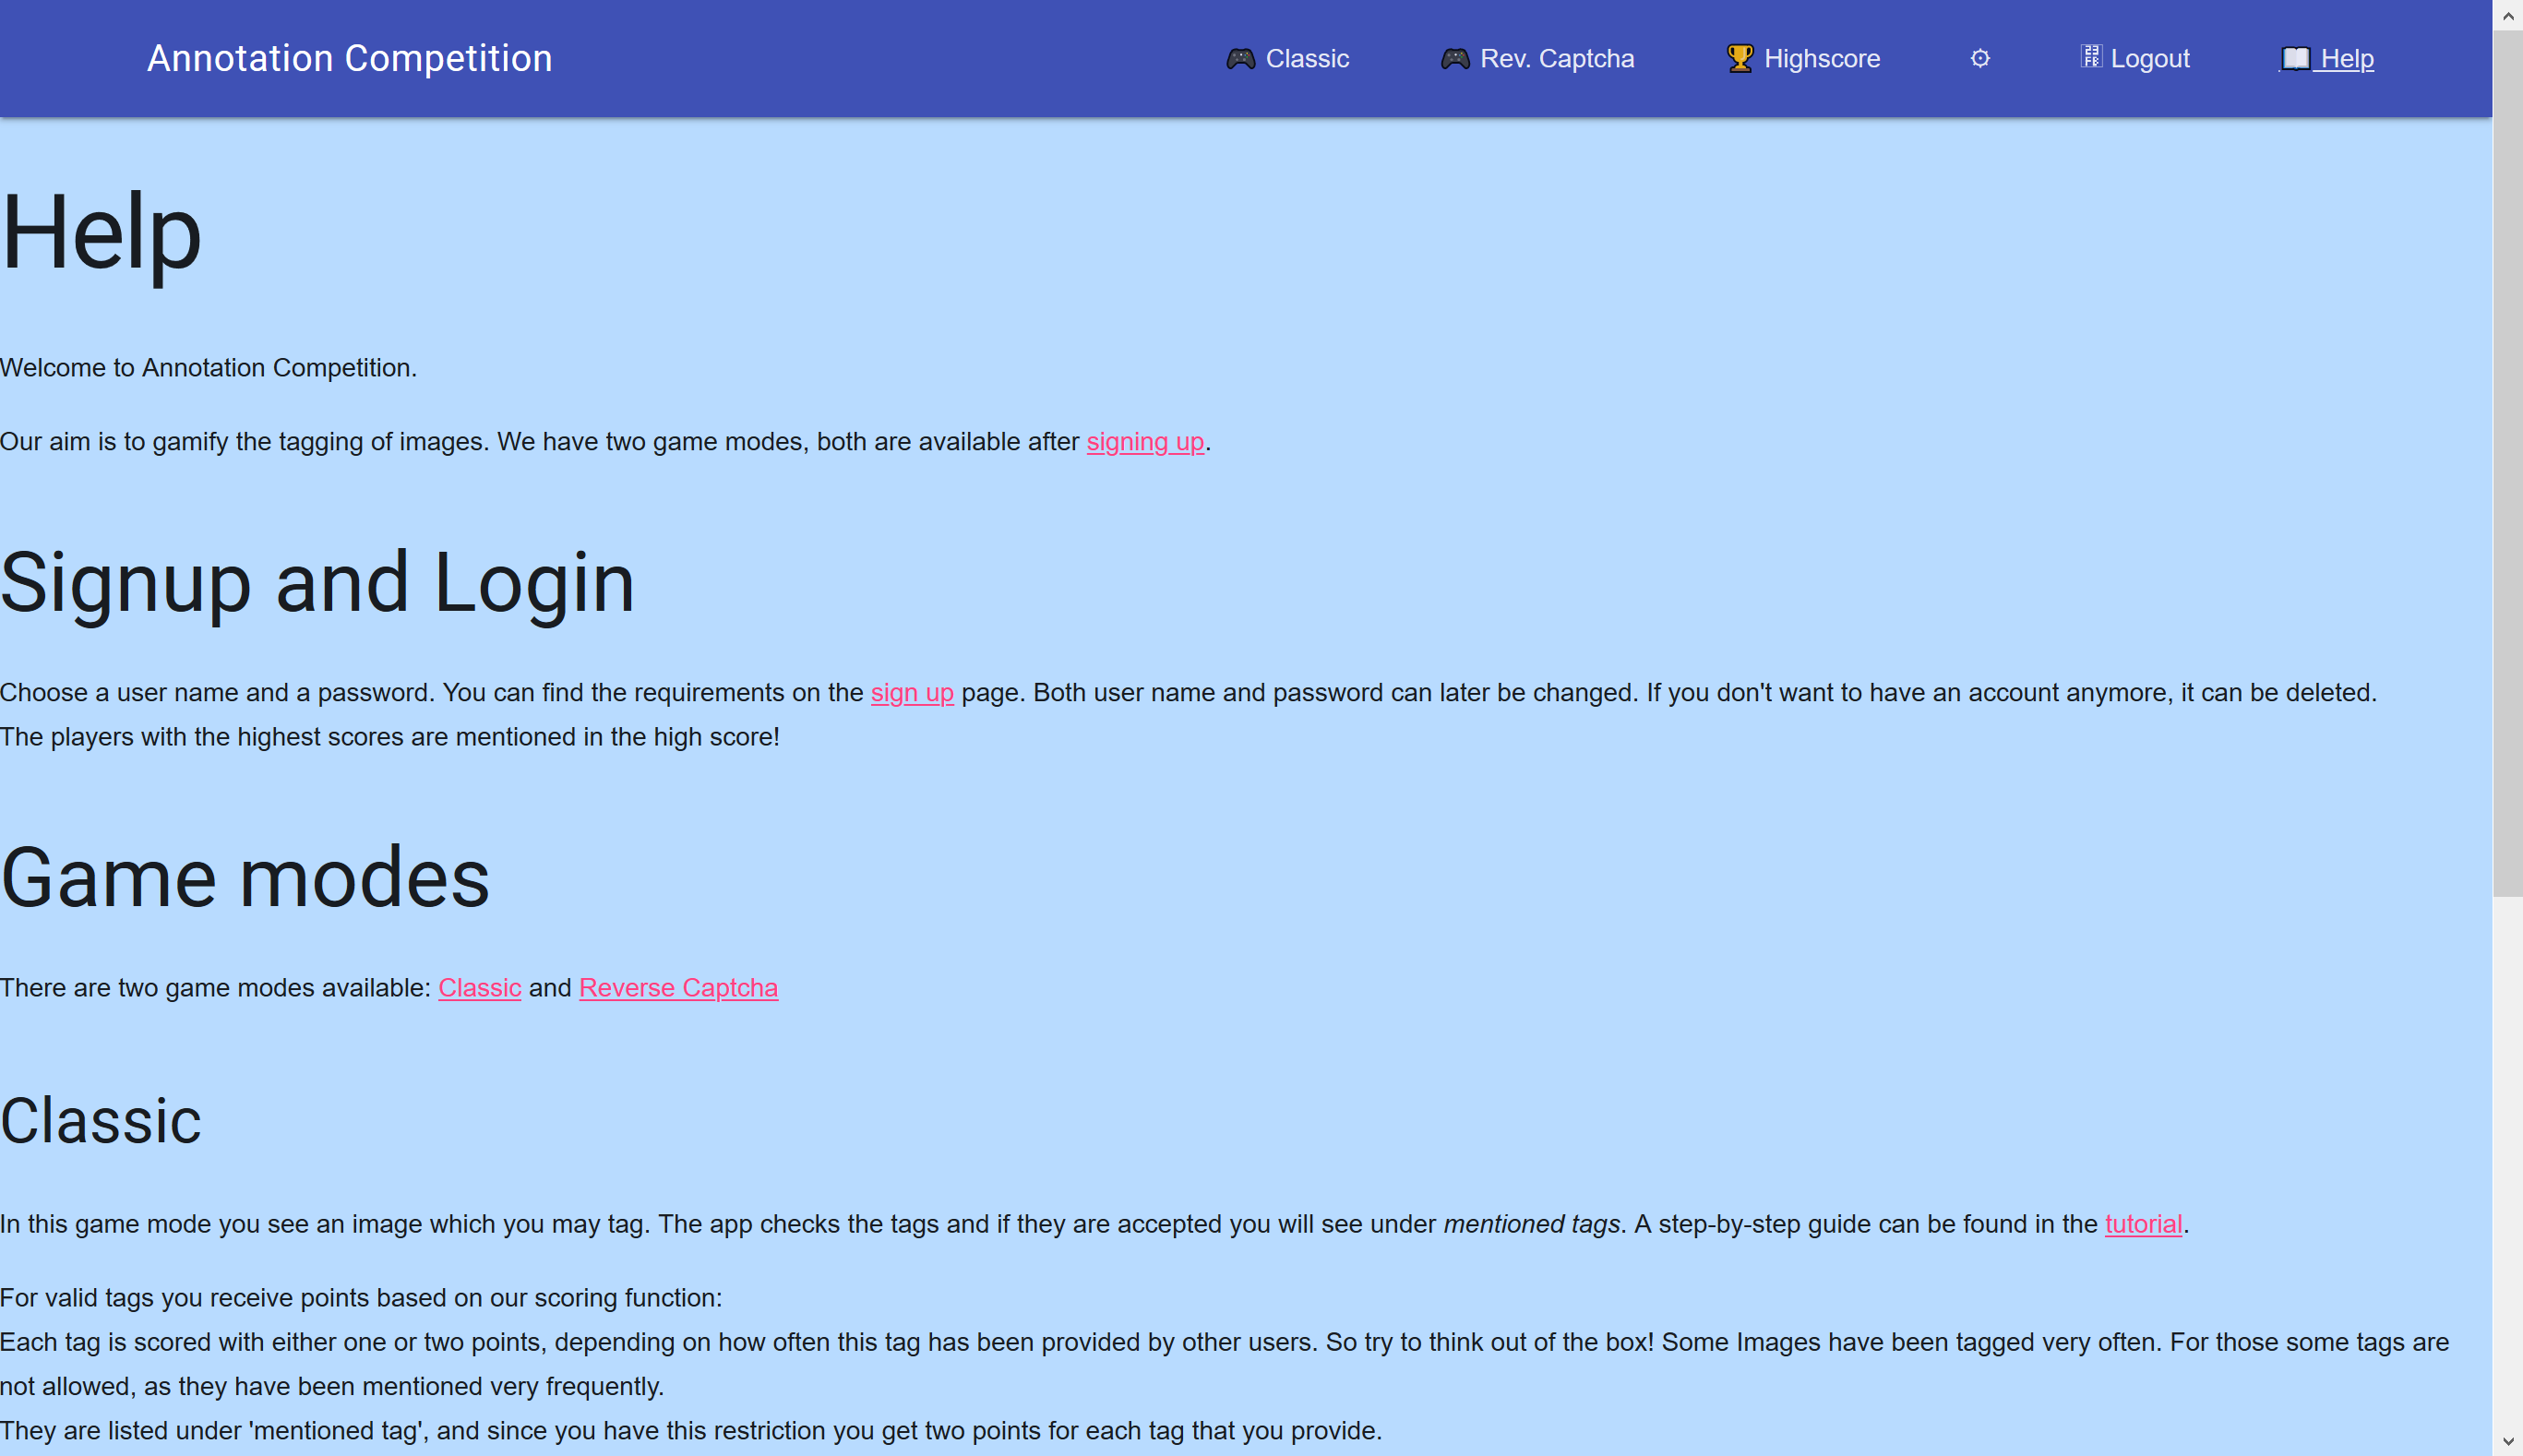 Annotation Competition
🎮 Classic
🎮 Rev. Captcha
🏆 Highscore
⚙
Logout
📖 Help
Help
Welcome to Annotation Competition.
Our aim is to gamify the tagging of images. We have two game modes, both are available after signing up.
Signup and Login
Choose a user name and a password. You can find the requirements on the sign up page. Both user name and password can later be changed. If you don't want to have an account anymore, it can be deleted.
The players with the highest scores are mentioned in the high score!
Game modes
There are two game modes available: Classic and Reverse Captcha
Classic
In this game mode you see an image which you may tag. The app checks the tags and if they are accepted you will see under mentioned tags. A step-by-step guide can be found in the tutorial.
For valid tags you receive points based on our scoring function:
Each tag is scored with either one or two points, depending on how often this tag has been provided by other users. So try to think out of the box! Some Images have been tagged very often. For those some tags are
not allowed, as they have been mentioned very frequently.
They are listed under 'mentioned tag', and since you have this restriction you get two points for each tag that you provide.